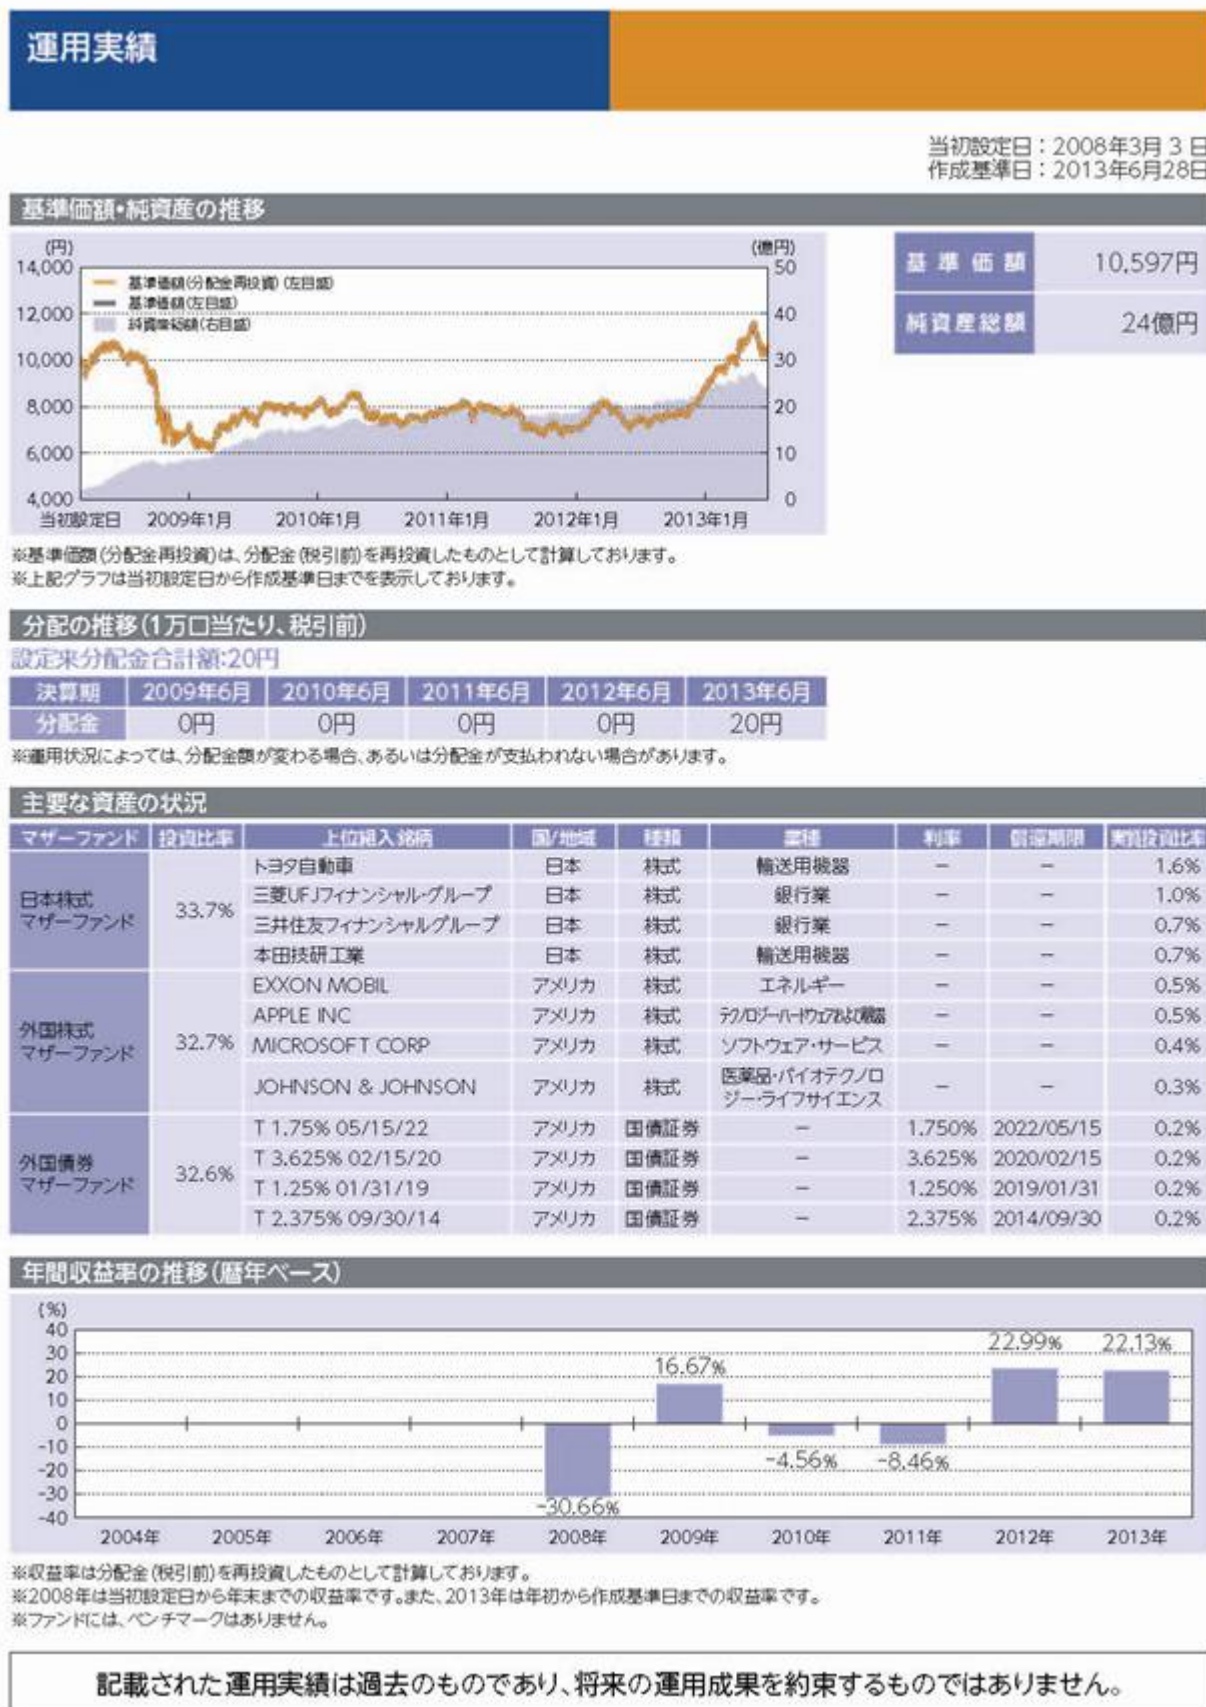 運用実績
当初設定日：2008年3月 3 日
作成基準日：2013年6月28日
基準価額・純資産の推移
(円)
(億円)
14,000
12,000
10,000
8,000
6,000
4,000
50
40
30
20
10
0
基準価額(分配金再投資)(左目盛)
基準価額(左目盛)
純資産総額(右目盛)
当初設定日 2009年1月 2010年1月 2011年1月 2012年1月 2013年1月
基準価額 10,597円
純資産総額 24億円
※基準価額(分配金再投資)は、分配金(税引前)を再投資したものとして計算しております。
※上記グラフは当初設定日から作成基準日までを表示しております。
分配の推移(1万口当たり、税引前)
設定来分配金合計額:20円
決算期 2009年6月 2010年6月 2011年6月 2012年6月 2013年6月
分配金 0円 0円 0円 0円 20円
※運用状況によっては、分配金額が変わる場合、あるいは分配金が支払われない場合があります。
主要な資産の状況
マザーファンド 投資比率 上位組入銘柄 国/地域 種類 業種 利率 償還期限 実質投資比率
日本株式
マザーファンド
33.7%
トヨタ自動車 日本 株式 輸送用機器 － － 1.6%
三菱UFJフィナンシャル・グループ 日本 株式 銀行業 － － 1.0%
三井住友フィナンシャルグループ 日本 株式 銀行業 － － 0.7%
本田技研工業 日本 株式 輸送用機器 － － 0.7%
外国株式
マザーファンド
32.7%
EXXON MOBIL アメリカ 株式 エネルギー － － 0.5%
APPLE INC アメリカ 株式 テクノロジー・ハードウェアおよび機器 － － 0.5%
MICROSOFT CORP アメリカ 株式 ソフトウェア・サービス － － 0.4%
JOHNSON & JOHNSON アメリカ 株式 医薬品・バイオテクノロ
ジー・ライフサイエンス － － 0.3%
外国債券
マザーファンド
32.6%
T 1.75% 05/15/22 アメリカ 国債証券 － 1.750% 2022/05/15 0.2%
T 3.625% 02/15/20 アメリカ 国債証券 － 3.625% 2020/02/15 0.2%
T 1.25% 01/31/19 アメリカ 国債証券 － 1.250% 2019/01/31 0.2%
T 2.375% 09/30/14 アメリカ 国債証券 － 2.375% 2014/09/30 0.2%
年間収益率の推移(暦年ベース)
(%)
40
30
20
10
0
-10
-20
-30
-40
-30.66%
16.67%
-4.56%
-8.46%
22.99%
22.13%
2004年 2005年 2006年 2007年 2008年 2009年 2010年 2011年 2012年 2013年
※収益率は分配金(税引前)を再投資したものとして計算しております。
※2008年は当初設定日から年末までの収益率です。また、2013年は年初から作成基準日までの収益率です。
※ファンドには、ベンチマークはありません。
記載された運用実績は過去のものであり、将来の運用成果を約束するものではありません。